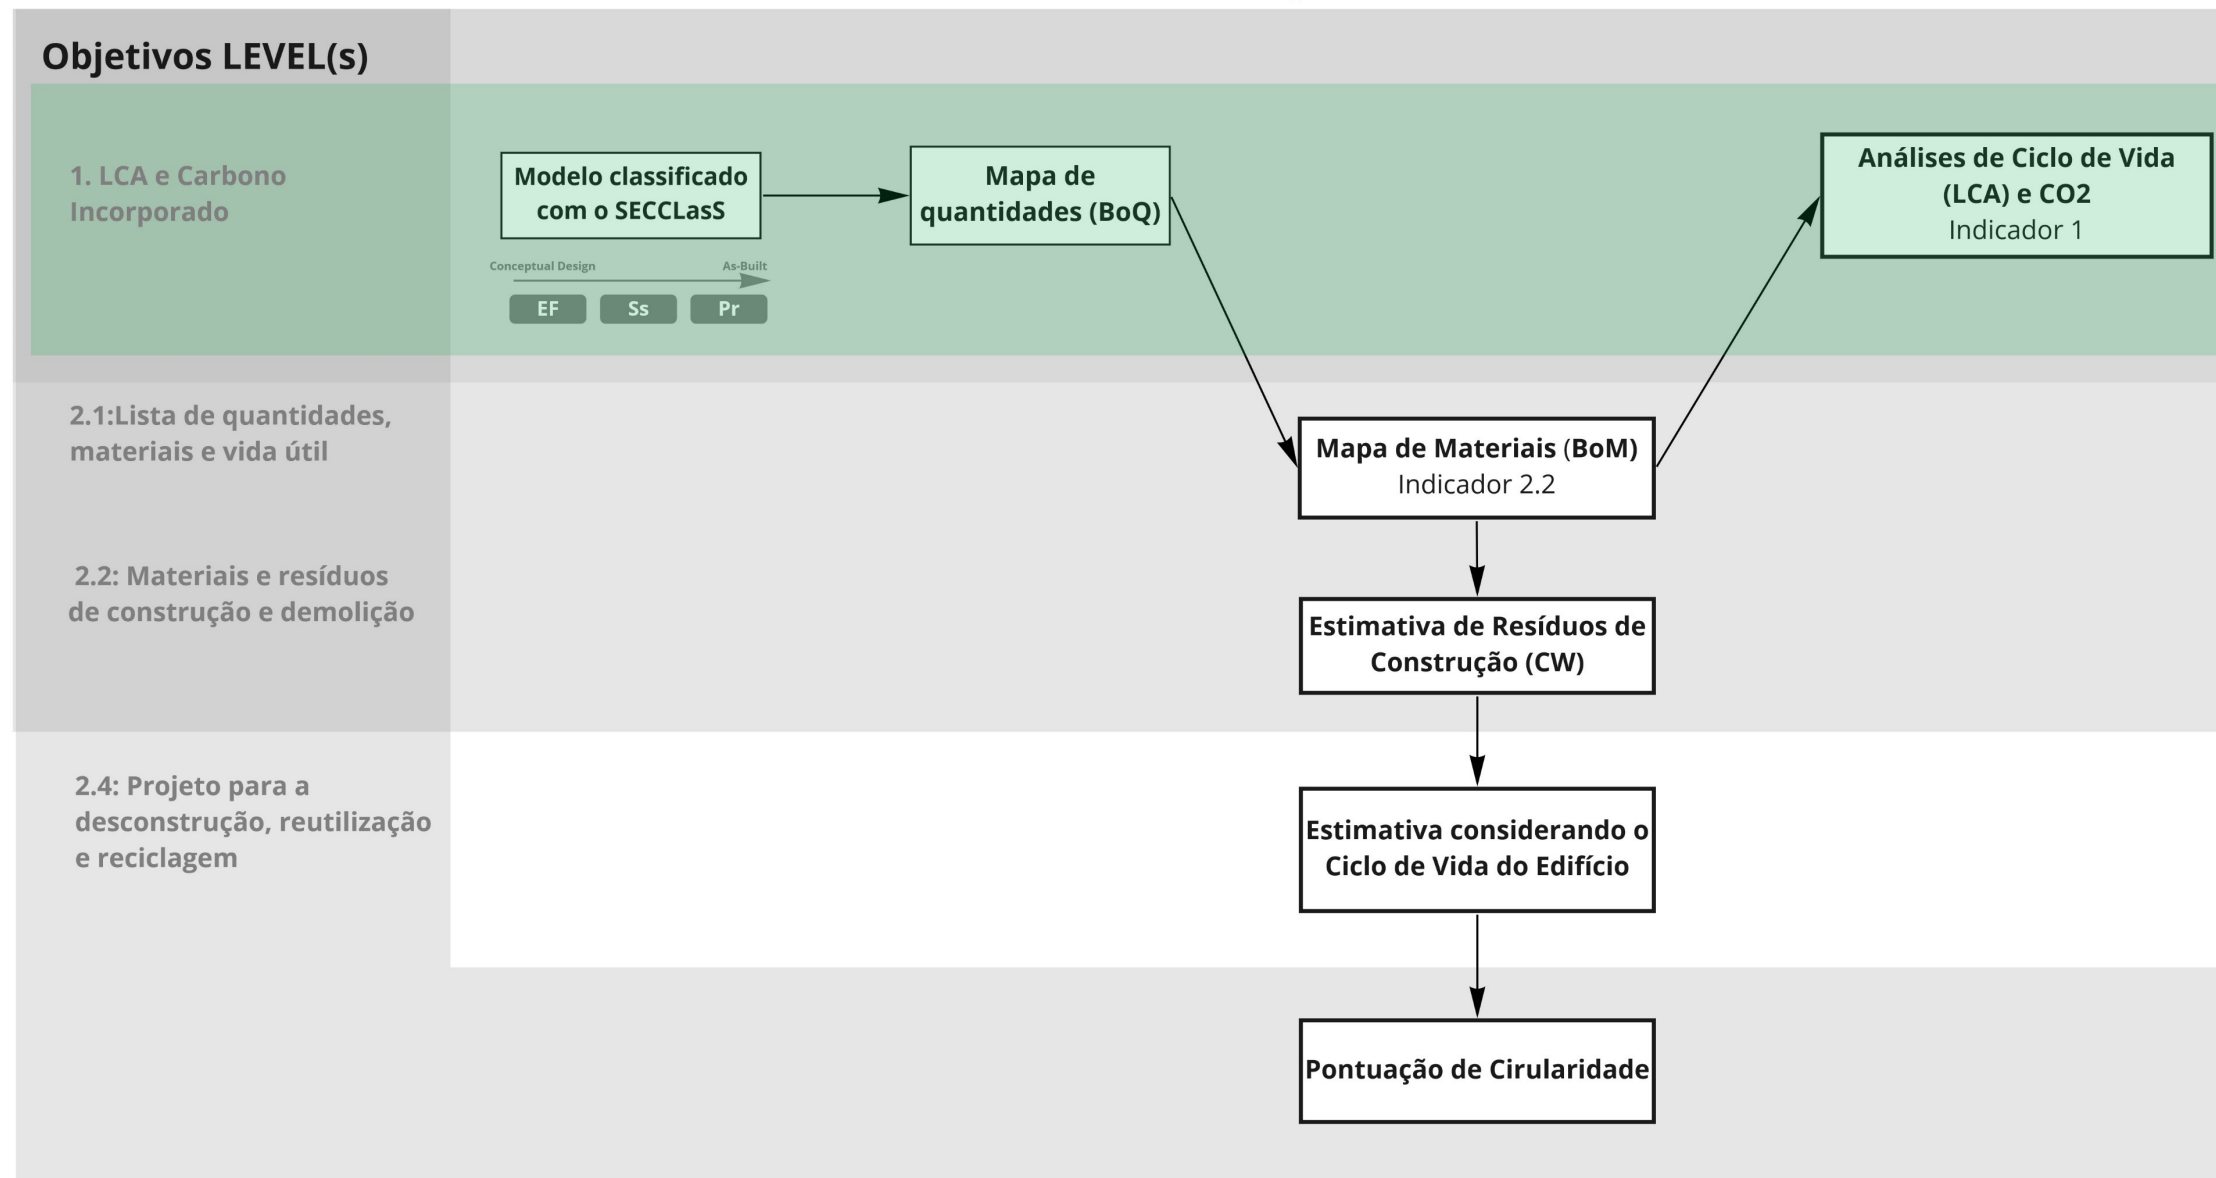 Objetivos LEVEL(s)
1. LCA e Carbono
Incorporado
Modelo classificado
com o SECCLasS
Conceptual Design
As-Built
EF
Ss
Pr
Mapa de
quantidades (BoQ)
Análises de Ciclo de Vida
(LCA) e CO2
Indicador 1
2.1:Lista de quantidades,
materiais e vida útil
Mapa de Materiais (BoM)
Indicador 2.2
2.2: Materiais e resíduos
de construção e demolição
Estimativa de Resíduos de
Construção (CW)
2.4: Projeto para a
desconstrução, reutilização
e reciclagem
Estimativa considerando o
Ciclo de Vida do Edifício
Pontuação de Cirularidade